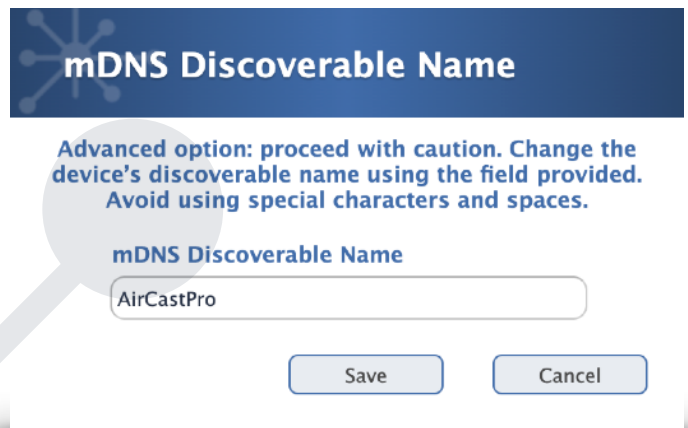 mDNS Discoverable Name
Advanced option: proceed with caution. Change the
device’s discoverable name using the field provided.
Avoid using special characters and spaces.
mDNS Discoverable Name
AirCastPro
Save Cancel